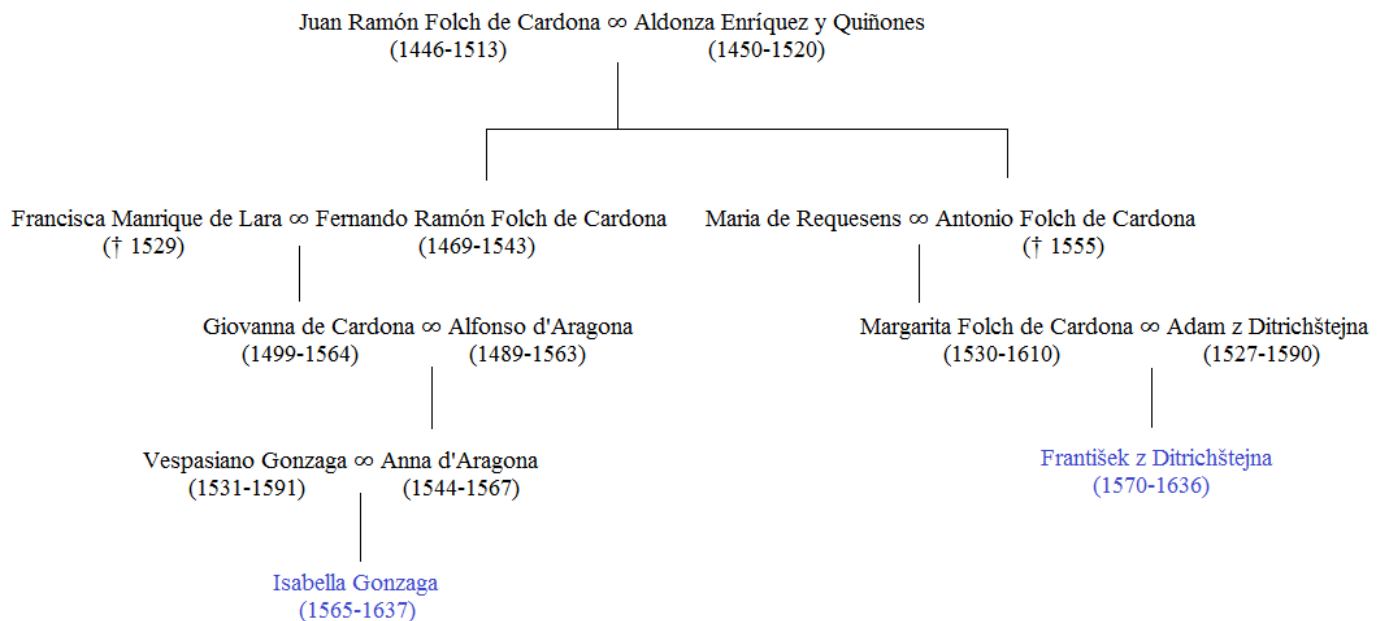 Juan Ramón Folch de Cardona ∞ Aldonza Enríquez y Quiñones
(1446-1513) (1450-1520)
Francisca Manrique de Lara ∞ Fernando Ramón Folch de Cardona Maria de Requesens ∞ Antonio Folch de Cardona
(† 1529) (1469-1543) († 1555)
Giovanna de Cardona ∞ Alfonso d'Aragona Margarita Folch de Cardona ∞ Adam z Ditrichštejna
(1499-1564) (1489-1563) (1530-1610) (1527-1590)
Vespasiano Gonzaga ∞ Anna d'Aragona František z Ditrichštejna
(1531-1591) (1544-1567) (1570-1636)
Isabella Gonzaga
(1565-1637)